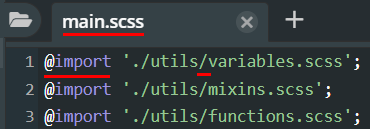 main.scss
1 @import './utils/variables.scss';
2 @import './utils/mixins.scss';
3 @import './utils/functions.scss';